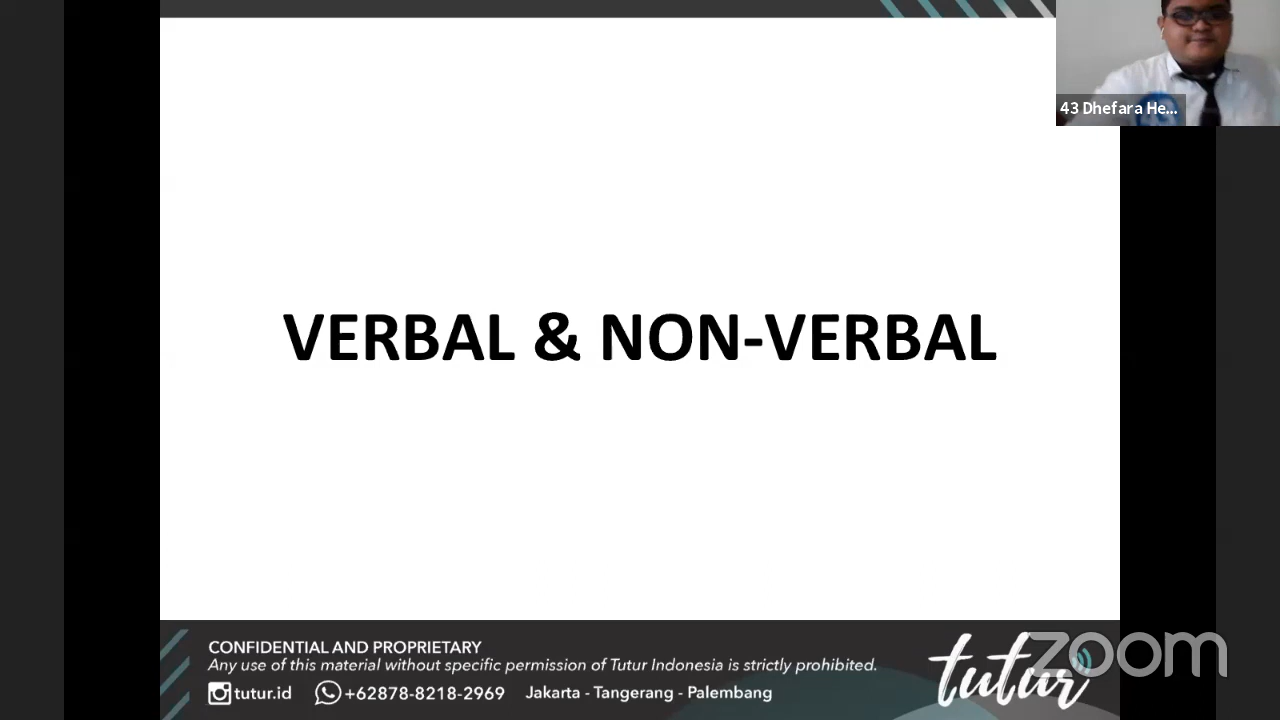 43 Dhefara He...
VERBAL & NON-VERBAL
CONFIDENTIAL AND PROPRIETARY
Any use of this material without specific permission of Tutur Indonesia is strictly prohibited.
tutur.id +62878-8218-2969 Jakarta - Tangerang - Palembang
tutur
zoom